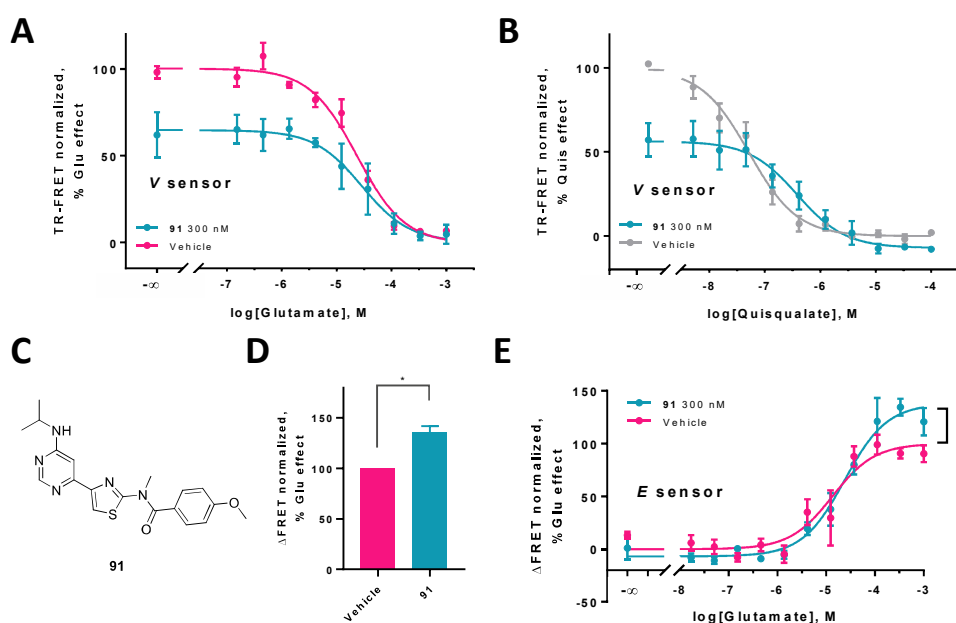 A
TR-FRET normalized,
% Glu effect
100
50
0
V sensor
91 300 nM
Vehicle
-∞
-7
-6
-5
-4
-3
log[Glutamate], M
B
TR-FRET normalized,
% Quis effect
100
50
0
V sensor
91 300 nM
Vehicle
-∞
-8
-7
-6
-5
-4
log[Quisqualate], M
C
NH
N
N
N
S
N
O
O
91
D
ΔFRET normalized,
% Glu effect
150
100
50
0
*
Vehicle
91
E
ΔFRET normalized,
% Glu effect
150
100
50
0
-50
91 300 nM
Vehicle
E sensor
-∞
-8
-7
-6
-5
-4
-3
log[Glutamate], M